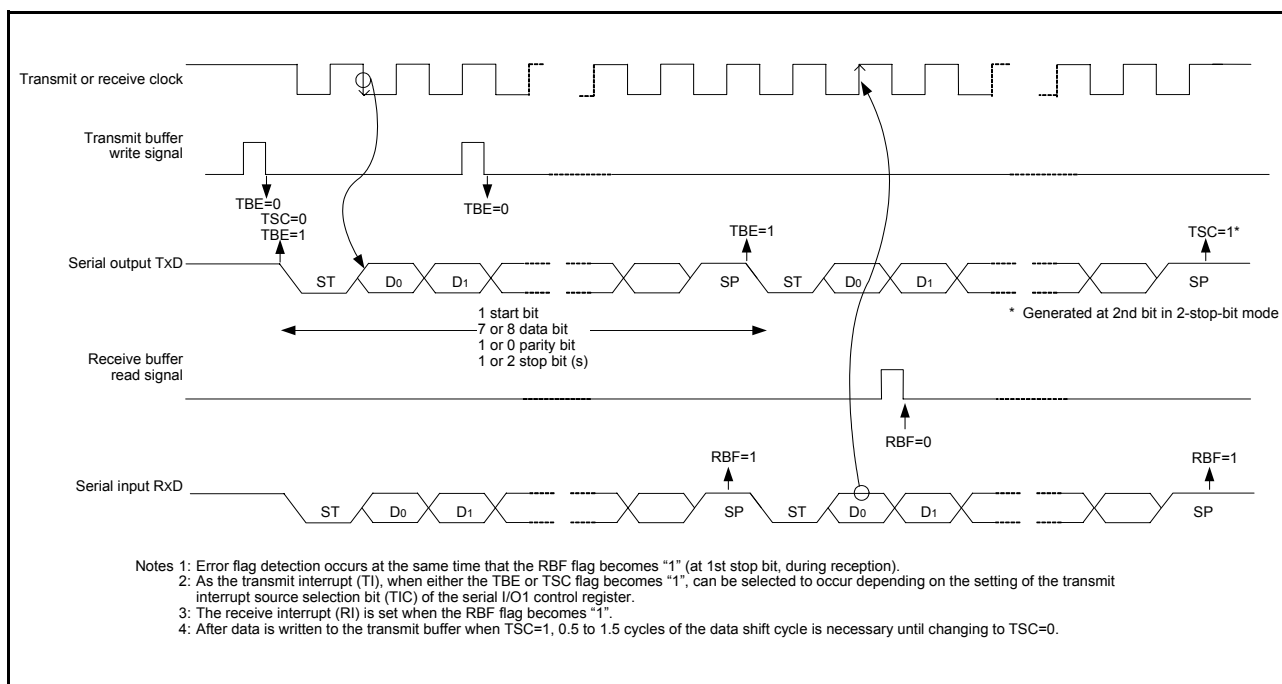 Transmit or receive clock
Transmit buffer
write signal
TBE=0
TSC=0
TBE=1
TBE=0
TBE=1
TSC=1*
Serial output TxD
ST
D0
D1
SP
ST
D0
D1
SP
* Generated at 2nd bit in 2-stop-bit mode
1 start bit
7 or 8 data bit
1 or 0 parity bit
1 or 2 stop bit (s)
Receive buffer
read signal
RBF=0
RBF=1
RBF=1
Serial input RxD
ST
D0
D1
SP
ST
D0
D1
SP
Notes 1: Error flag detection occurs at the same time that the RBF flag becomes “1” (at 1st stop bit, during reception).
2: As the transmit interrupt (TI), when either the TBE or TSC flag becomes “1”, can be selected to occur depending on the setting of the transmit
interrupt source selection bit (TIC) of the serial I/O1 control register.
3: The receive interrupt (RI) is set when the RBF flag becomes “1”.
4: After data is written to the transmit buffer when TSC=1, 0.5 to 1.5 cycles of the data shift cycle is necessary until changing to TSC=0.